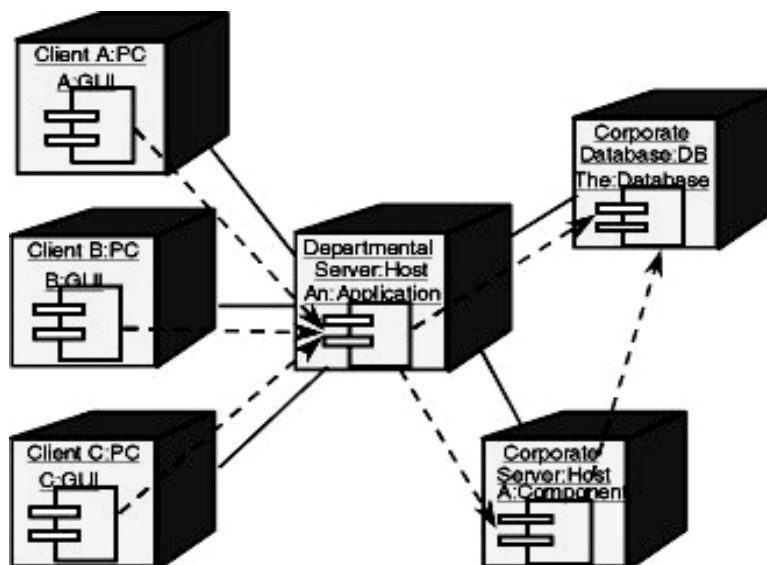 Client A:PC
A:GUI
Corporate
Database:DB
The:Database
Client B:PC
B:GUI
Departmental
Server:Host
An:Application
Client C:PC
C:GUI
Corporate
Server:Host
A:Component